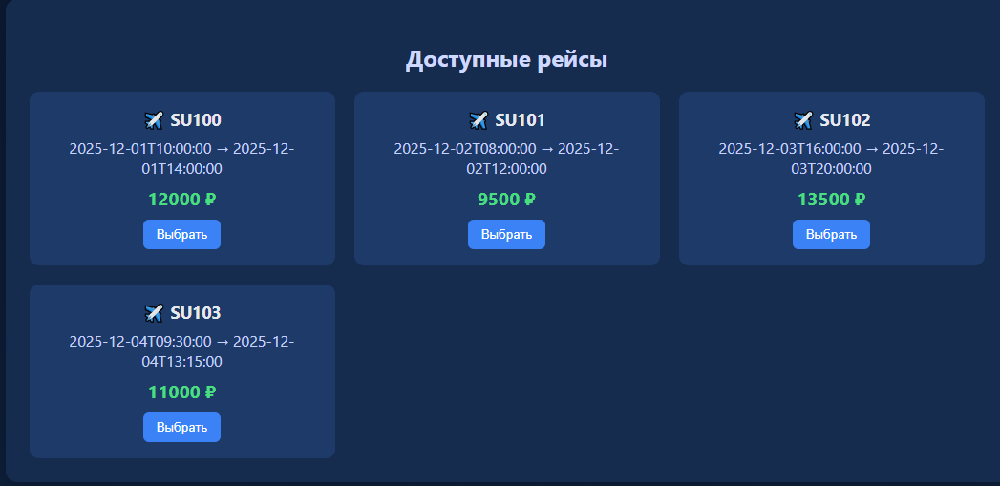 Доступные рейсы
✈️ SU100
2025-12-01T10:00:00 → 2025-12-
01T14:00:00
12000 ₽
Выбрать
✈️ SU101
2025-12-02T08:00:00 → 2025-12-
02T12:00:00
9500 ₽
Выбрать
✈️ SU102
2025-12-03T16:00:00 → 2025-12-
03T20:00:00
13500 ₽
Выбрать
✈️ SU103
2025-12-04T09:30:00 → 2025-12-
04T13:15:00
11000 ₽
Выбрать